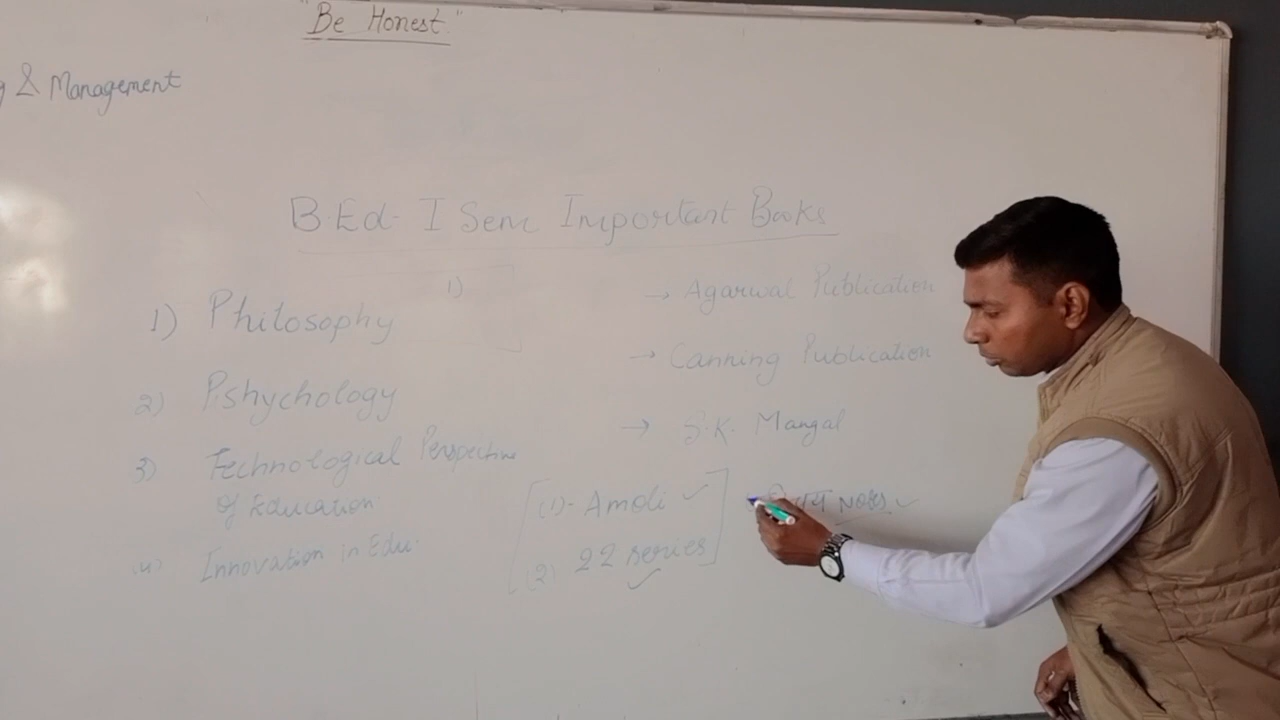 "Be Honest"
& Management
B.Ed- I Sem Important Books
1) Philosophy
1)
→ Agarwal Publication
→ Canning Publication
2) Pshychology
→ S.K. Mangal
3) Technological Perspective
of Education
(1)- Amoli ✓
Notes ✓
(4) Innovation in Edu.
(2) 22 series ✓